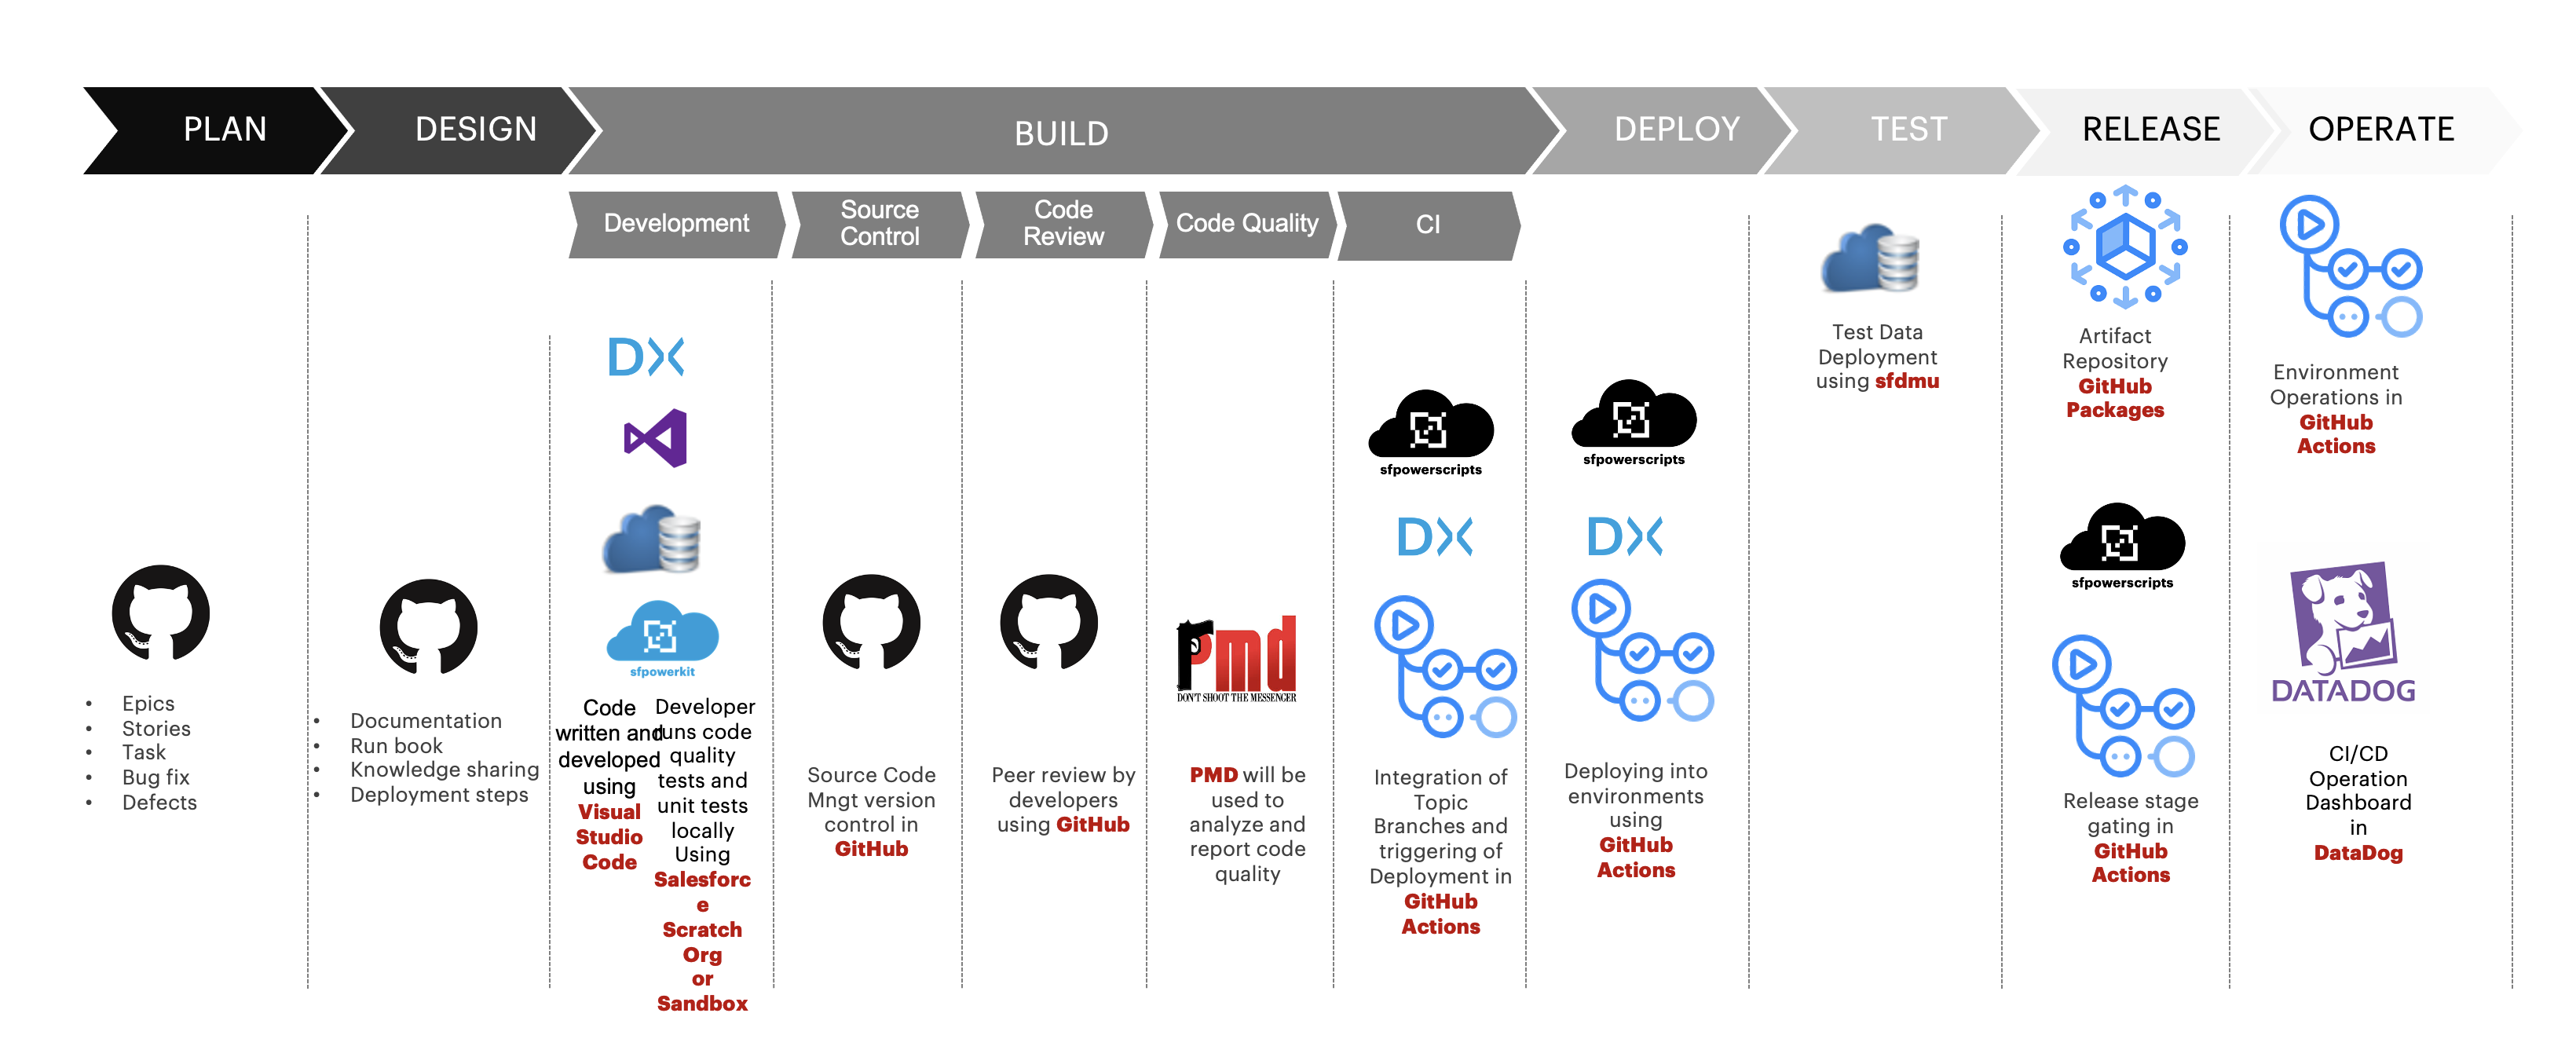 PLAN
DESIGN
BUILD
DEPLOY
TEST
RELEASE
OPERATE
Development
Source
Control
Code
Review
Code Quality
CI
• Epics
• Stories
• Task
• Bug fix
• Defects
• Documentation
• Run book
• Knowledge sharing
• Deployment steps
DX
sfpowerkit
Code
written and
developed
using
Visual
Studio
Code
Developer
runs code
quality
tests and
unit tests
locally
Using
Salesforc
e
Scratch
Org
or
Sandbox
Source Code
Mngt version
control in
GitHub
Peer review by
developers
using GitHub
Pmd
DON'T SHOOT THE MESSENGER
PMD will be
used to
analyze and
report code
quality
sfpowerscripts
DX
Integration of
Topic
Branches and
triggering of
Deployment in
GitHub
Actions
sfpowerscripts
DX
Deploying into
environments
using
GitHub
Actions
Test Data
Deployment
using sfdmu
Artifact
Repository
GitHub
Packages
sfpowerscripts
Release stage
gating in
GitHub
Actions
Environment
Operations in
GitHub
Actions
DATADOG
CI/CD
Operation
Dashboard
in
DataDog